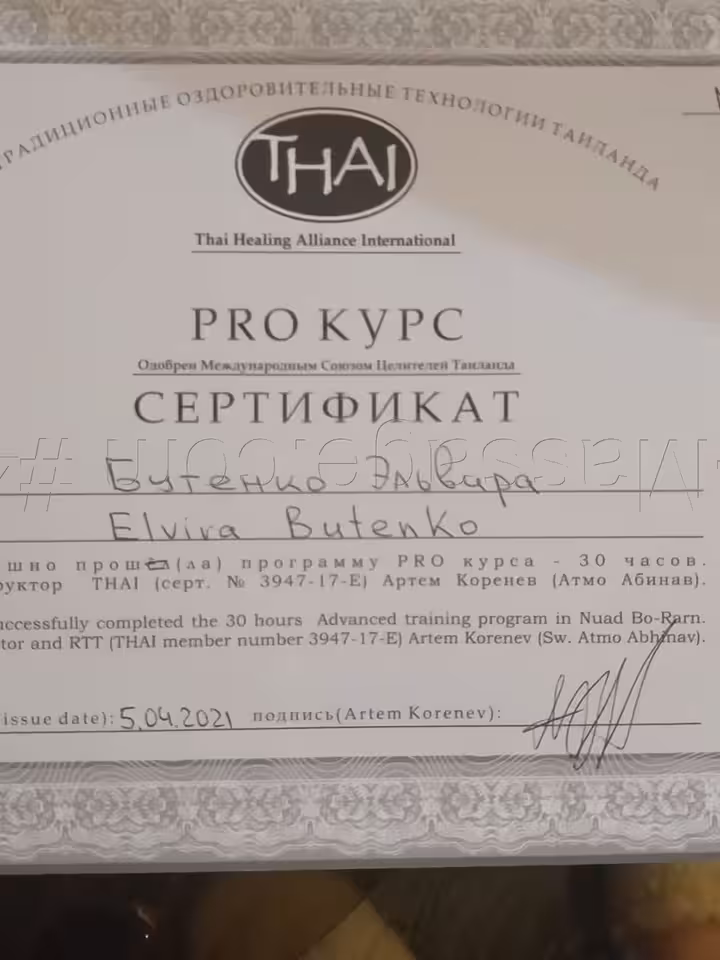 ТРАДИЦИОННЫЕ ОЗДОРОВИТЕЛЬНЫЕ ТЕХНОЛОГИИ ТАИЛАНДА
THAI
Thai Healing Alliance International
PRO КУРС
Одобрен Международным Союзом Целителей Таиланда
СЕРТИФИКАТ
Бутенко Эльвира
Elvira Butenko
шно прошёл(ла) программу PRO курса - 30 часов.
руктор THAI (серт. № 3947-17-E) Артем Коренев (Атмо Абинав).
uccessfully completed the 30 hours Advanced training program in Nuad Bo-Rarn.
tor and RTT (THAI member number 3947-17-E) Artem Korenev (Sw. Atmo Abhinav).
issue date): 5.04.2021 подпись(Artem Korenev):